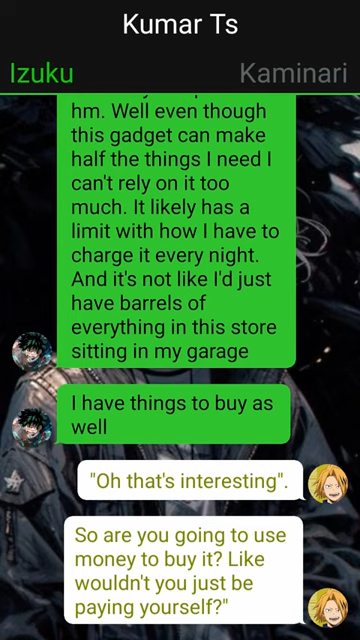 Kumar Ts
Izuku
Kaminari
hm. Well even though
this gadget can make
half the things I need I
can't rely on it too
much. It likely has a
limit with how I have to
charge it every night.
And it's not like I'd just
have barrels of
everything in this store
sitting in my garage
I have things to buy as
well
"Oh that's interesting".
So are you going to use
money to buy it? Like
wouldn't you just be
paying yourself?"